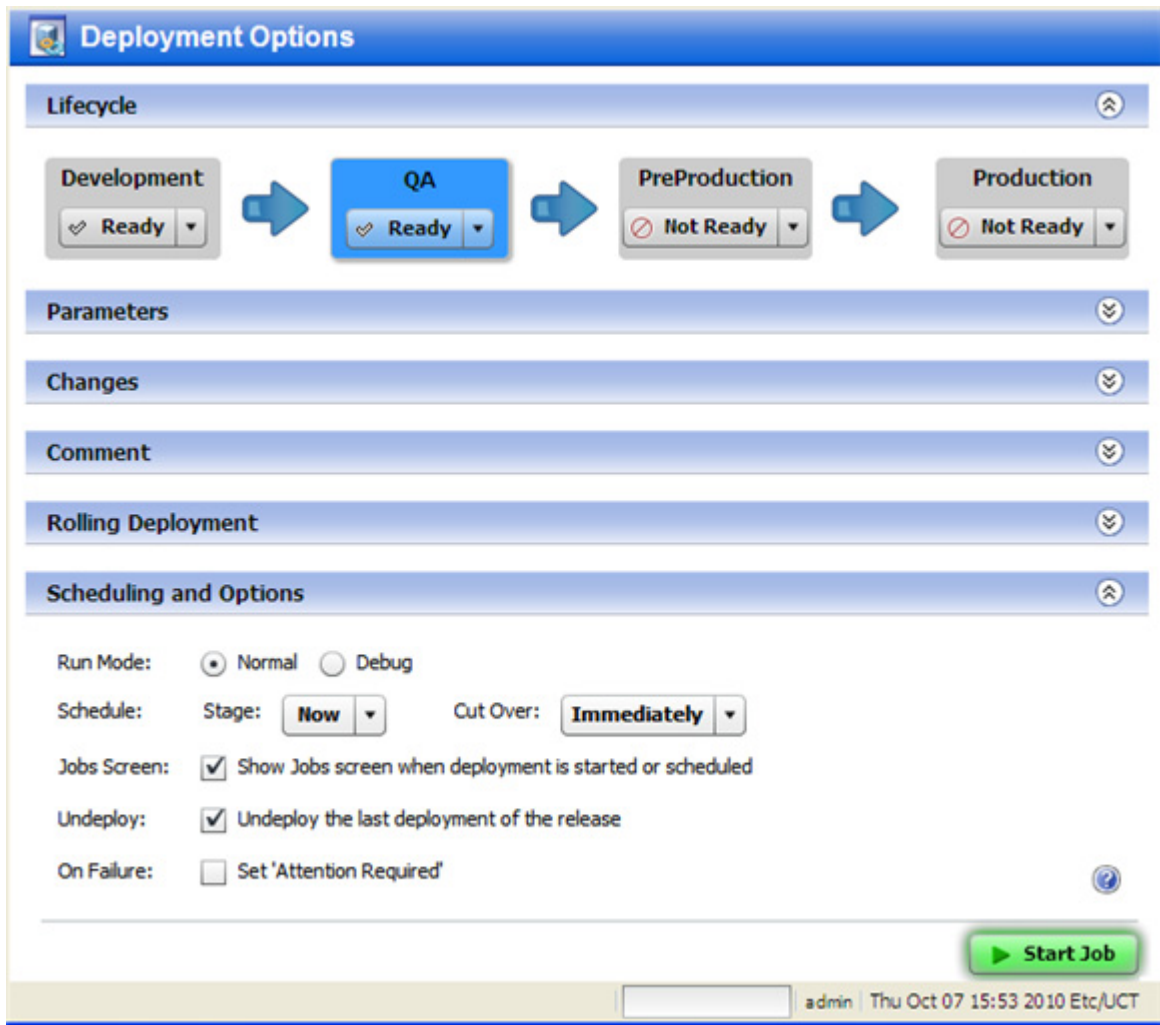 Deployment Options
Lifecycle
Development
QA
PreProduction
Production
Ready
Ready
Not Ready
Not Ready
Parameters
Changes
Comment
Rolling Deployment
Scheduling and Options
Run Mode: Normal Debug
Schedule: Stage: Now Cut Over: Immediately
Jobs Screen: Show Jobs screen when deployment is started or scheduled
Undeploy: Undeploy the last deployment of the release
On Failure: Set 'Attention Required'
Start Job
admin Thu Oct 07 15:53 2010 Etc/UCT